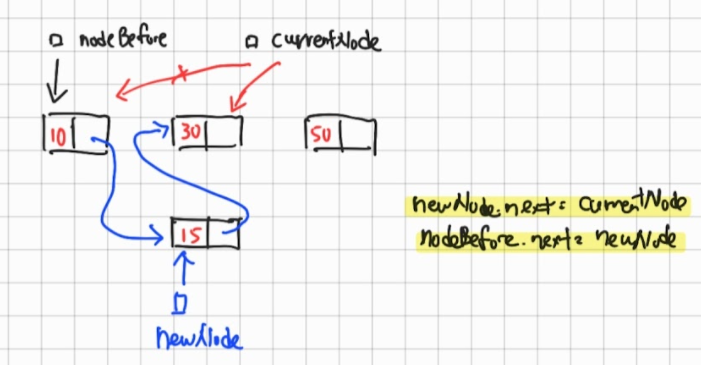 nodeBefore
currentNode
10
30
50
newNode.next = currentNode
15
nodeBefore.next = newNode
newNode